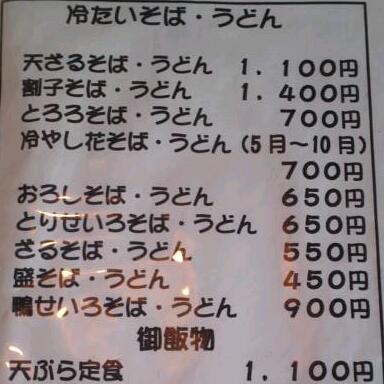 冷たいそば・うどん
天ざるそば・うどん 1,100円
割子そば・うどん 1,400円
とろろそば・うどん 700円
冷やし花そば・うどん(5月~10月)
700円
おろしそば・うどん 650円
とりせいろそば・うどん 650円
ざるそば・うどん 550円
盛そば・うどん 450円
鴨せいろそば・うどん 900円
御飯物
天ぷら定食 1,100円